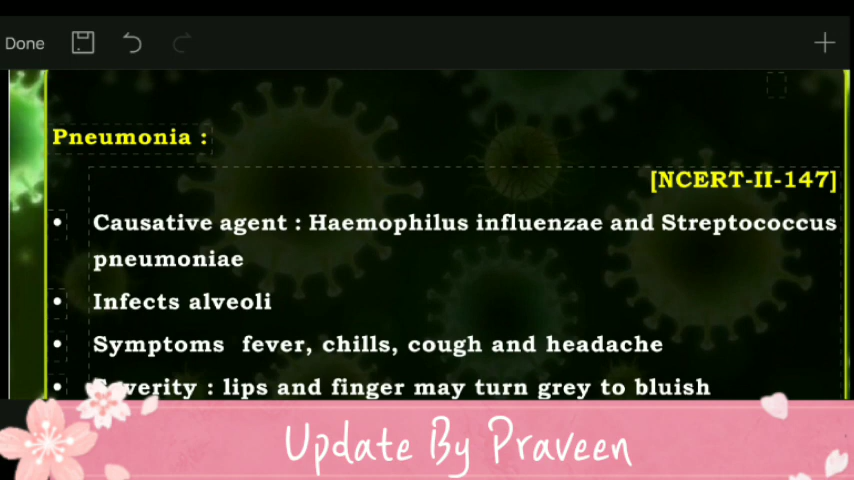 Done
Pneumonia :
[NCERT-II-147]
• Causative agent : Haemophilus influenzae and Streptococcus
pneumoniae
• Infects alveoli
• Symptoms fever, chills, cough and headache
• Severity : lips and finger may turn grey to bluish
Update By Praveen